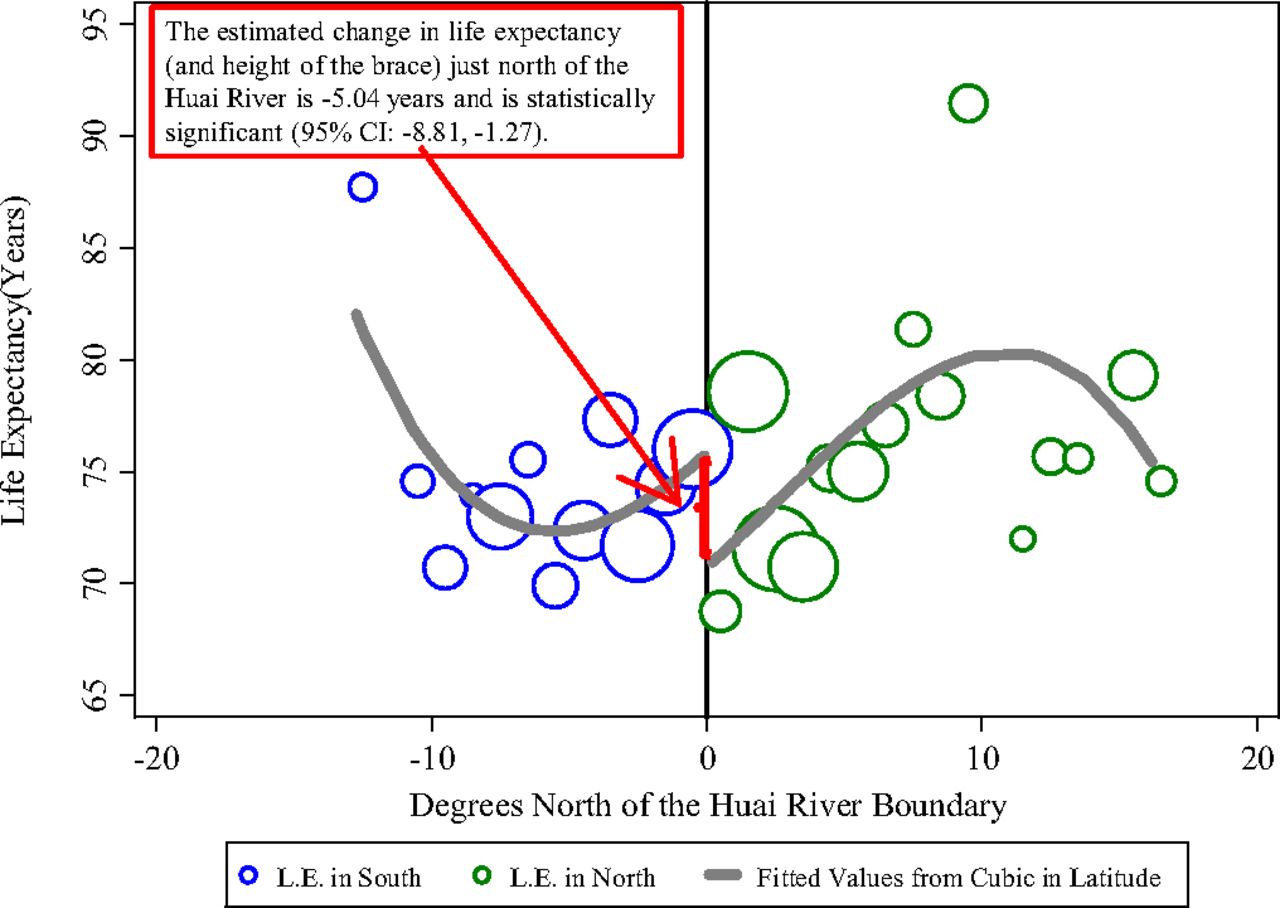 The estimated change in life expectancy
(and height of the brace) just north of the
Huai River is -5.04 years and is statistically
significant (95% CI: -8.81, -1.27).
95
90
85
80
75
70
65
Life Expectancy(Years)
-20
-10
0
10
20
Degrees North of the Huai River Boundary
L.E. in South
L.E. in North
Fitted Values from Cubic in Latitude